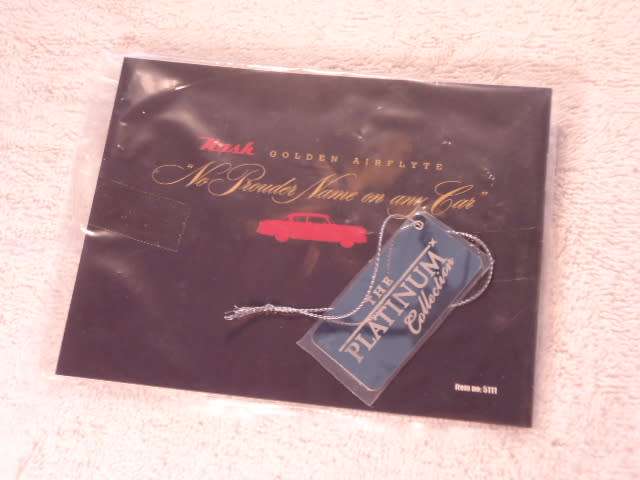 Nash GOLDEN AIRFLYTE
"No Prouder Name on any Car"
THE
PLATINUM
Collection
Item no: 5111